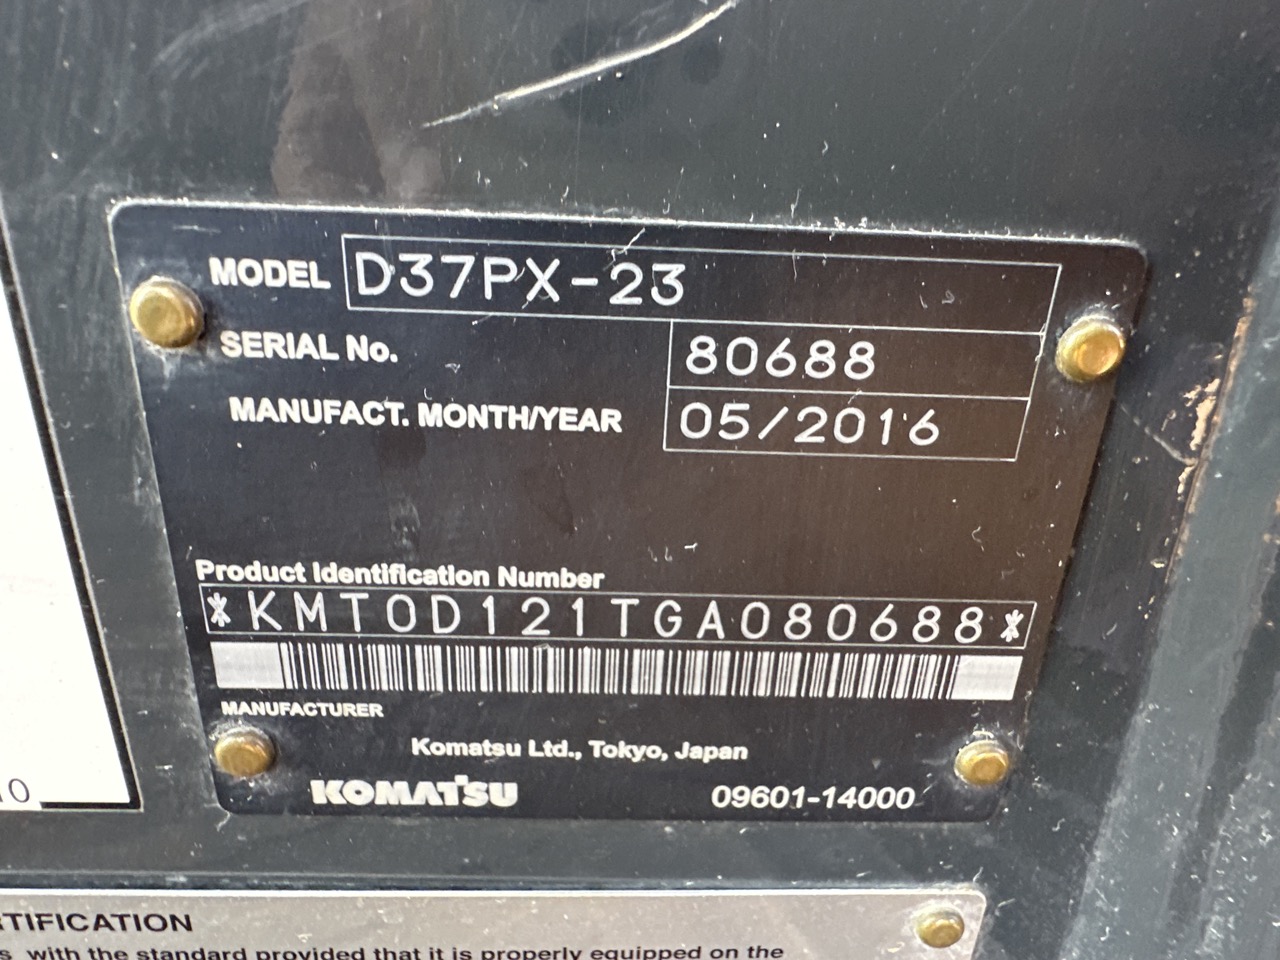 MODEL D37PX-23
SERIAL No. 80688
MANUFACT. MONTH/YEAR 05/2016
Product Identification Number
*KMT0D121TGA080688*
MANUFACTURER
Komatsu Ltd., Tokyo, Japan
KOMATSU 09601-14000
10
TIFICATION
with the standard provided that it is properly equipped on the